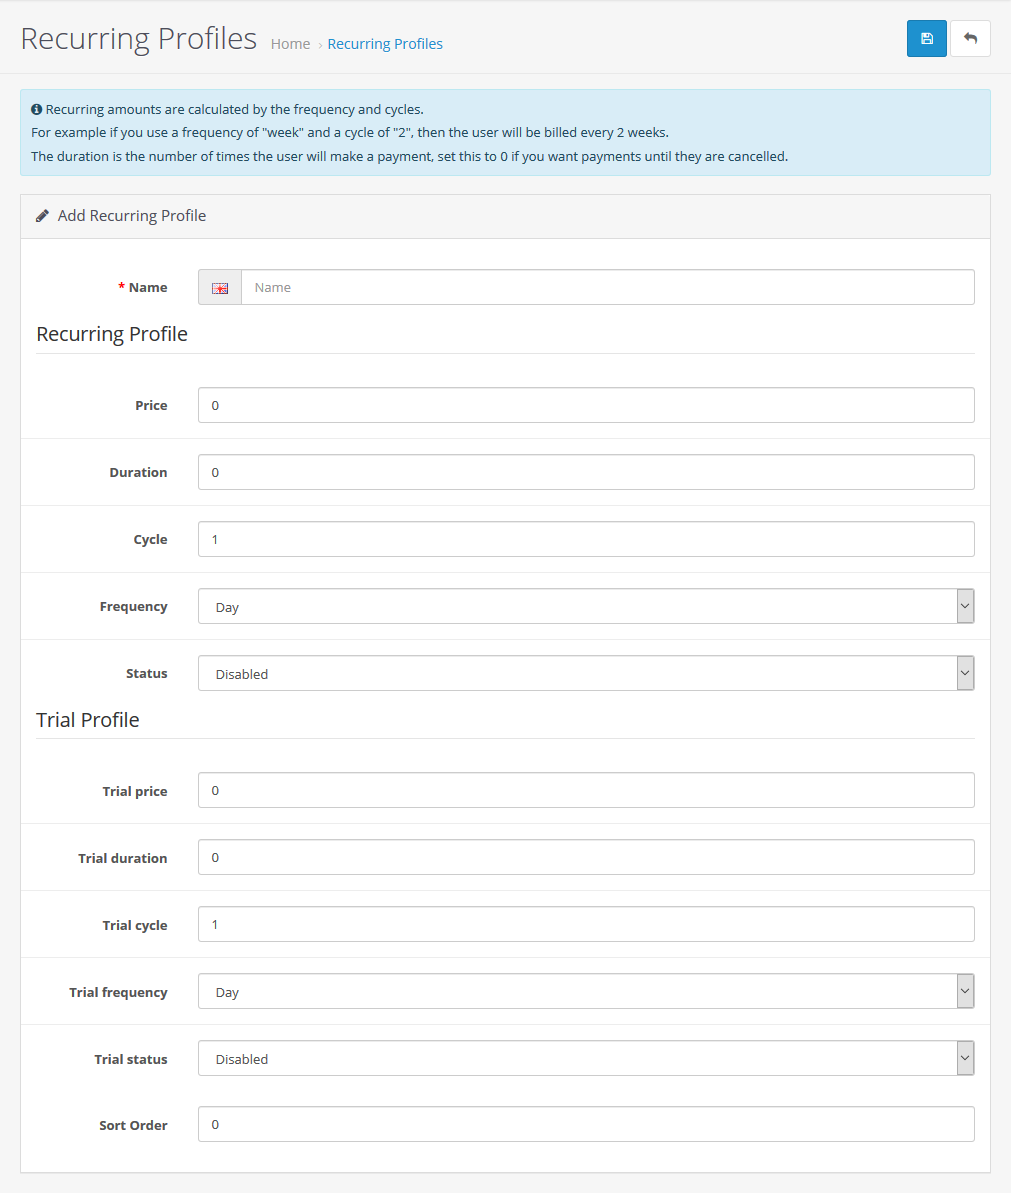 Recurring Profiles Home › Recurring Profiles
Recurring amounts are calculated by the frequency and cycles.
For example if you use a frequency of "week" and a cycle of "2", then the user will be billed every 2 weeks.
The duration is the number of times the user will make a payment, set this to 0 if you want payments until they are cancelled.
Add Recurring Profile
* Name Name
Recurring Profile
Price 0
Duration 0
Cycle 1
Frequency Day
Status Disabled
Trial Profile
Trial price 0
Trial duration 0
Trial cycle 1
Trial frequency Day
Trial status Disabled
Sort Order 0